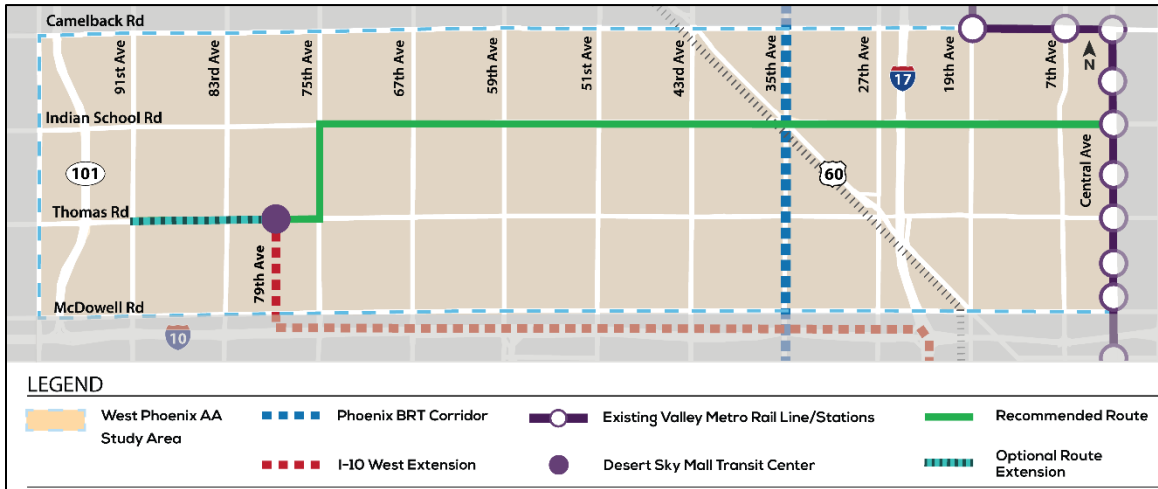 Camelback Rd
91st Ave
83rd Ave
75th Ave
67th Ave
59th Ave
51st Ave
43rd Ave
35th Ave
27th Ave
17
19th Ave
7th Ave
N
Indian School Rd
101
60
Central Ave
Thomas Rd
79th Ave
McDowell Rd
10
LEGEND
West Phoenix AA
Study Area
Phoenix BRT Corridor
Existing Valley Metro Rail Line/Stations
Recommended Route
I-10 West Extension
Desert Sky Mall Transit Center
Optional Route
Extension